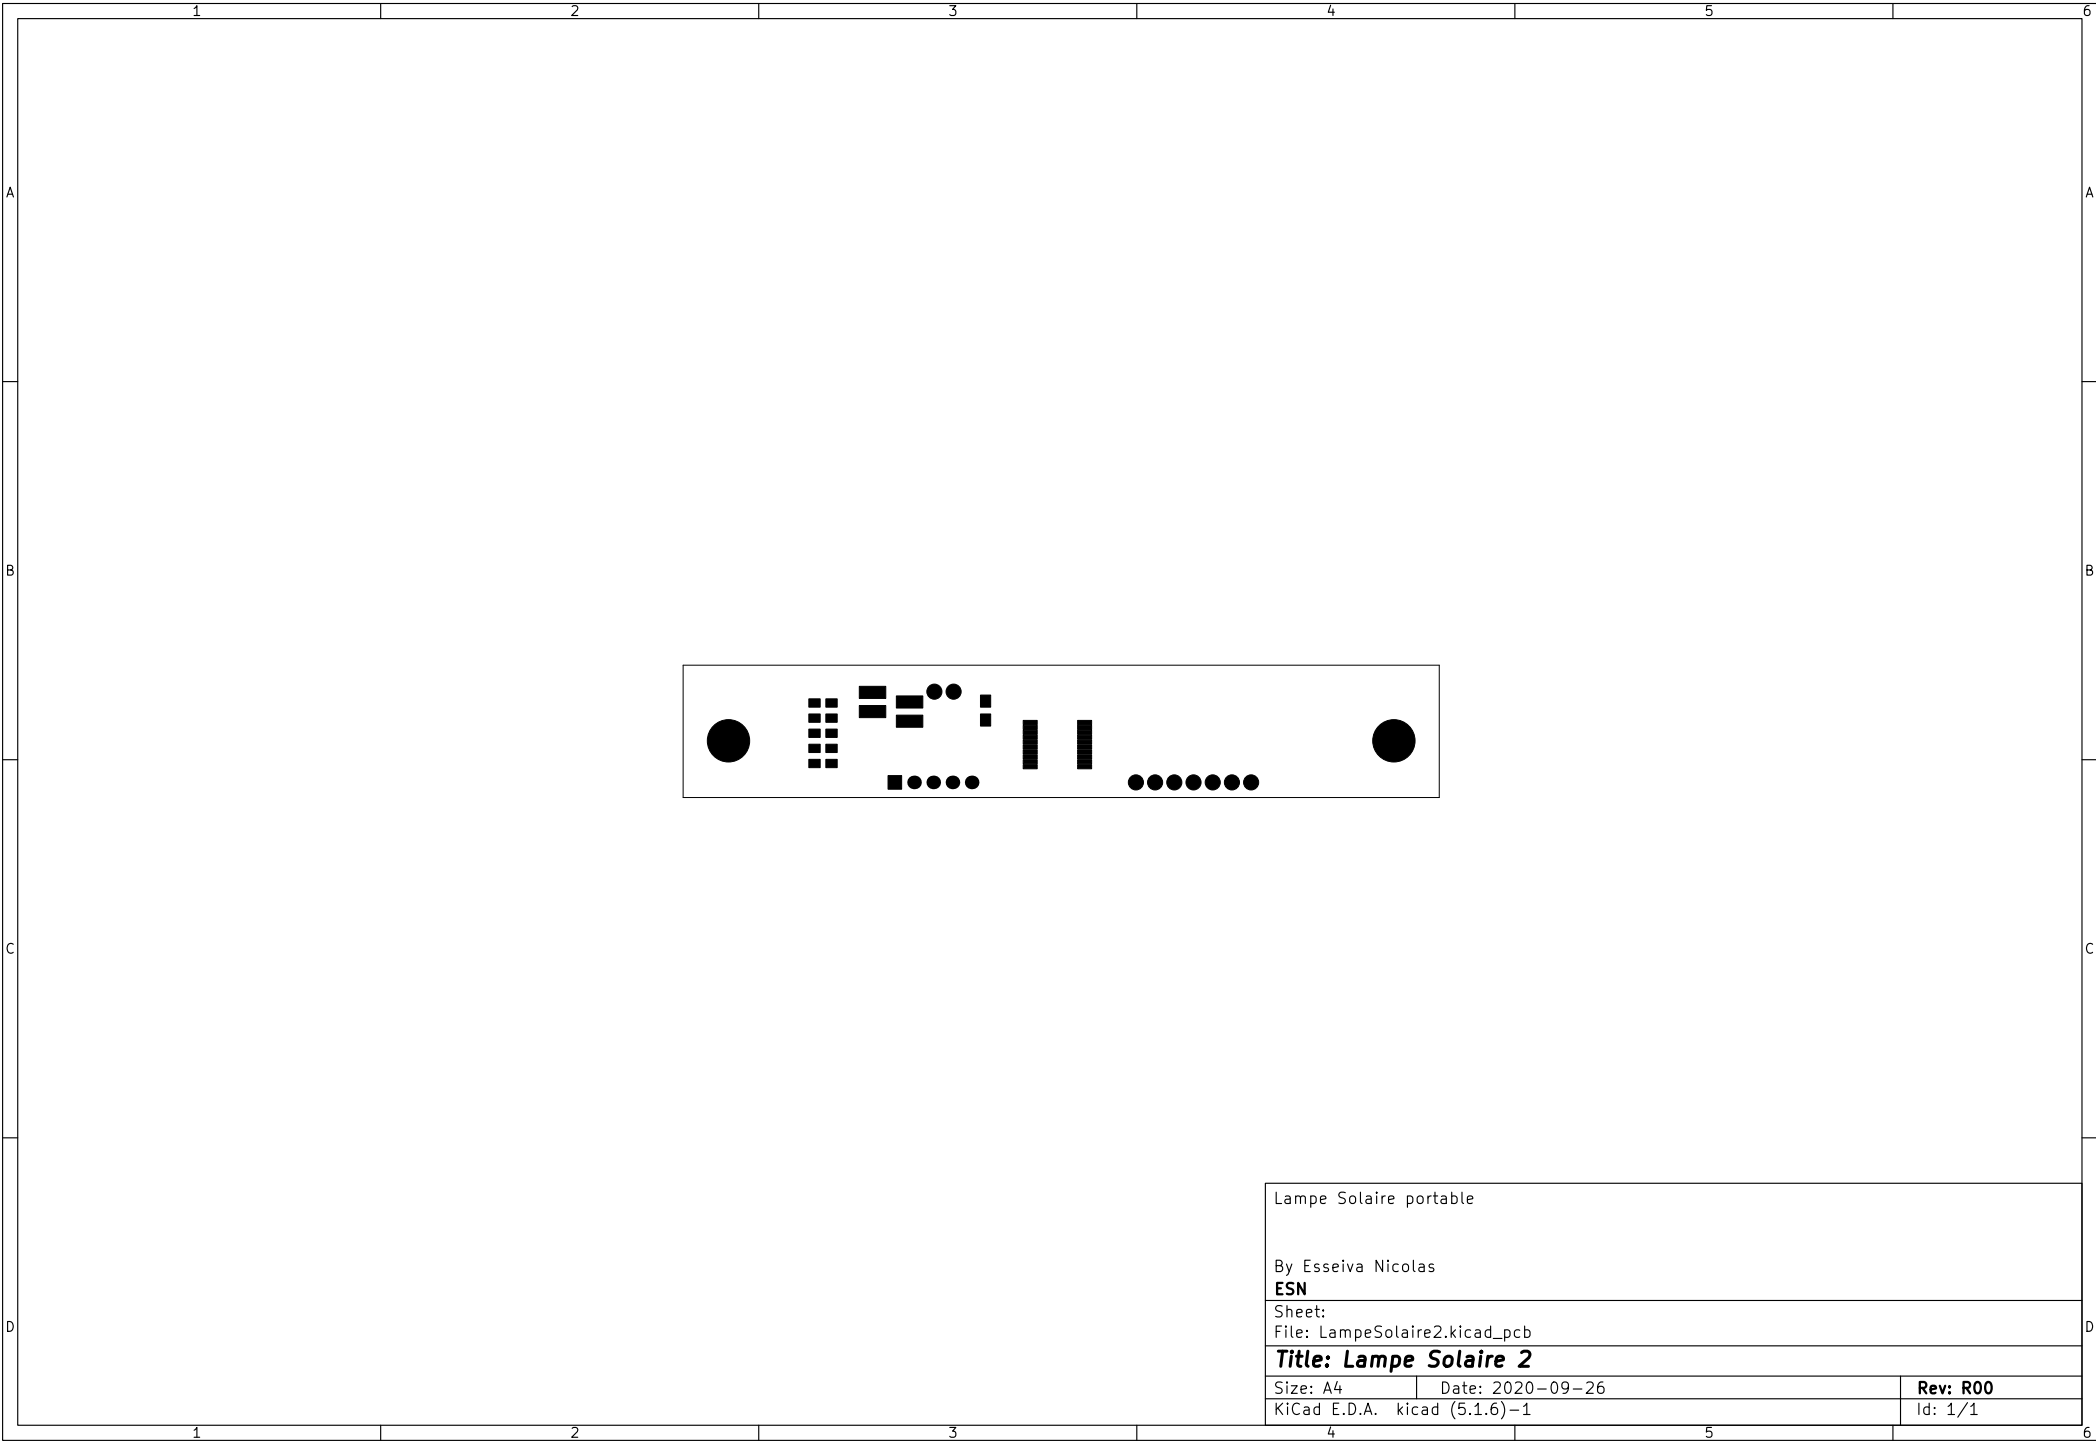 1 2 3 4 5 6
A A
B B
C C
Lampe Solaire portable
By Esseiva Nicolas
ESN
Sheet:
D D
File: LampeSolaire2.kicad_pcb
Title: Lampe Solaire 2
Size: A4 Date: 2020-09-26 Rev: R00
KiCad E.D.A. kicad (5.1.6)-1 Id: 1/1
1 2 3 4 5 6